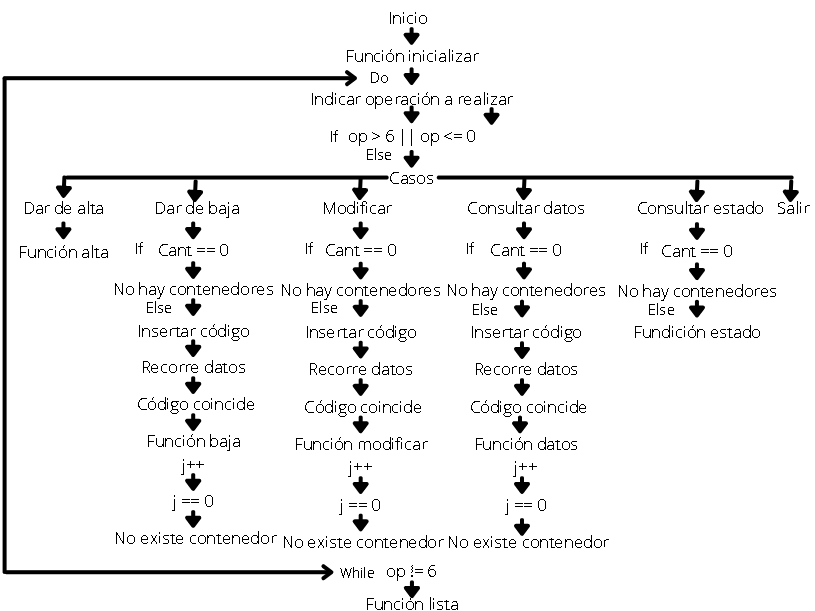 Inicio
Función inicializar
Do
Indicar operación a realizar
If op > 6 || op <= 0
Else
Casos
Dar de alta Dar de baja Modificar Consultar datos Consultar estado Salir
Función alta If Cant == 0 If Cant == 0 If Cant == 0 If Cant == 0
No hay contenedores No hay contenedores No hay contenedores No hay contenedores
Else Else Else Else
Insertar código Insertar código Insertar código Fundición estado
Recorre datos Recorre datos Recorre datos
Código coincide Código coincide Código coincide
Función baja Función modificar Función datos
j++ j++ j++
j == 0 j == 0 j == 0
No existe contenedor No existe contenedor No existe contenedor
While op != 6
Función lista